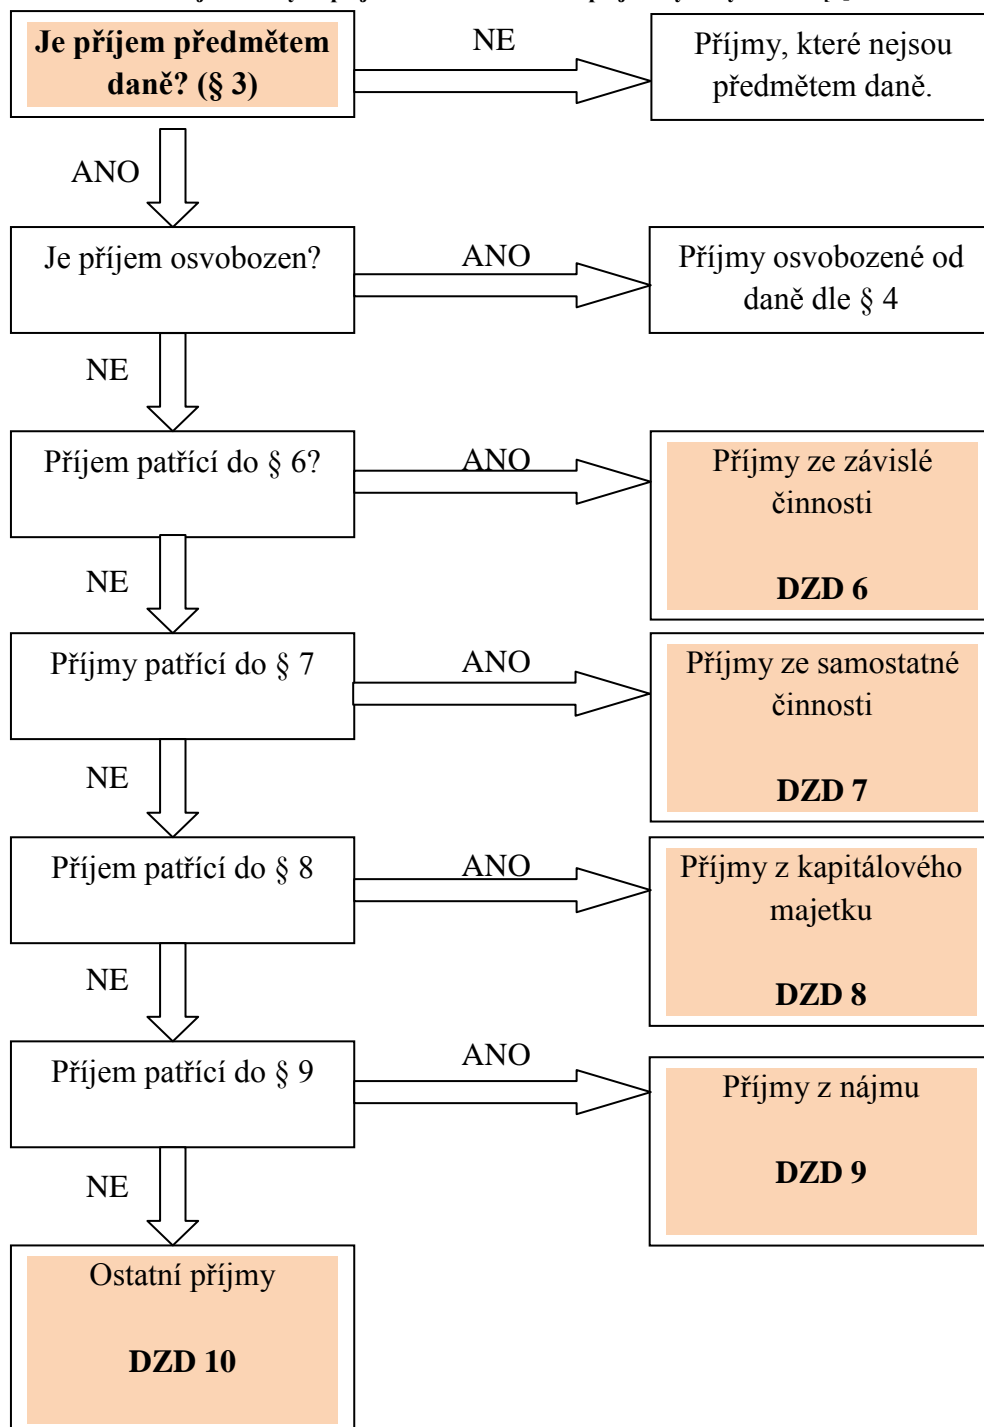 Je příjem předmětem
daně? (§ 3)
NE
Příjmy, které nejsou
předmětem daně.
ANO
Je příjem osvobozen?
ANO
Příjmy osvobozené od
daně dle § 4
NE
Příjem patřící do § 6?
ANO
Příjmy ze závislé
činnosti
DZD 6
NE
Příjmy patřící do § 7
ANO
Příjmy ze samostatné
činnosti
DZD 7
NE
Příjem patřící do § 8
ANO
Příjmy z kapitálového
majetku
DZD 8
NE
Příjem patřící do § 9
ANO
Příjmy z nájmu
DZD 9
NE
Ostatní příjmy
DZD 10